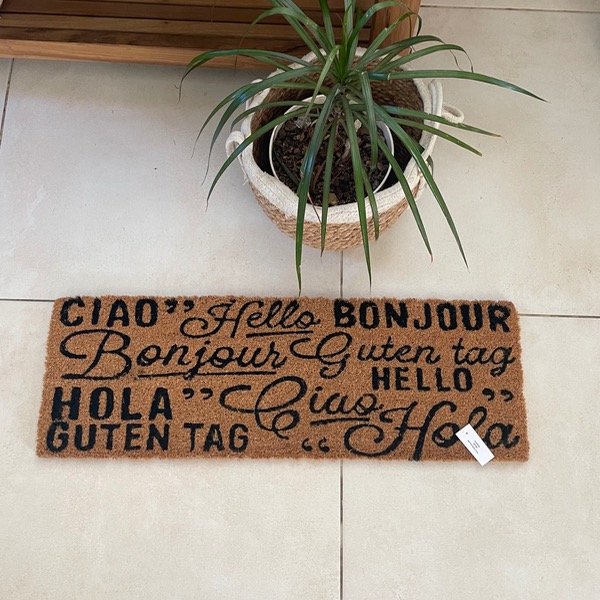 CIAO” Hello BONJOUR
Bonjour Guten tag
HELLO
HOLA” Ciao ”
GUTEN TAG “ Hola